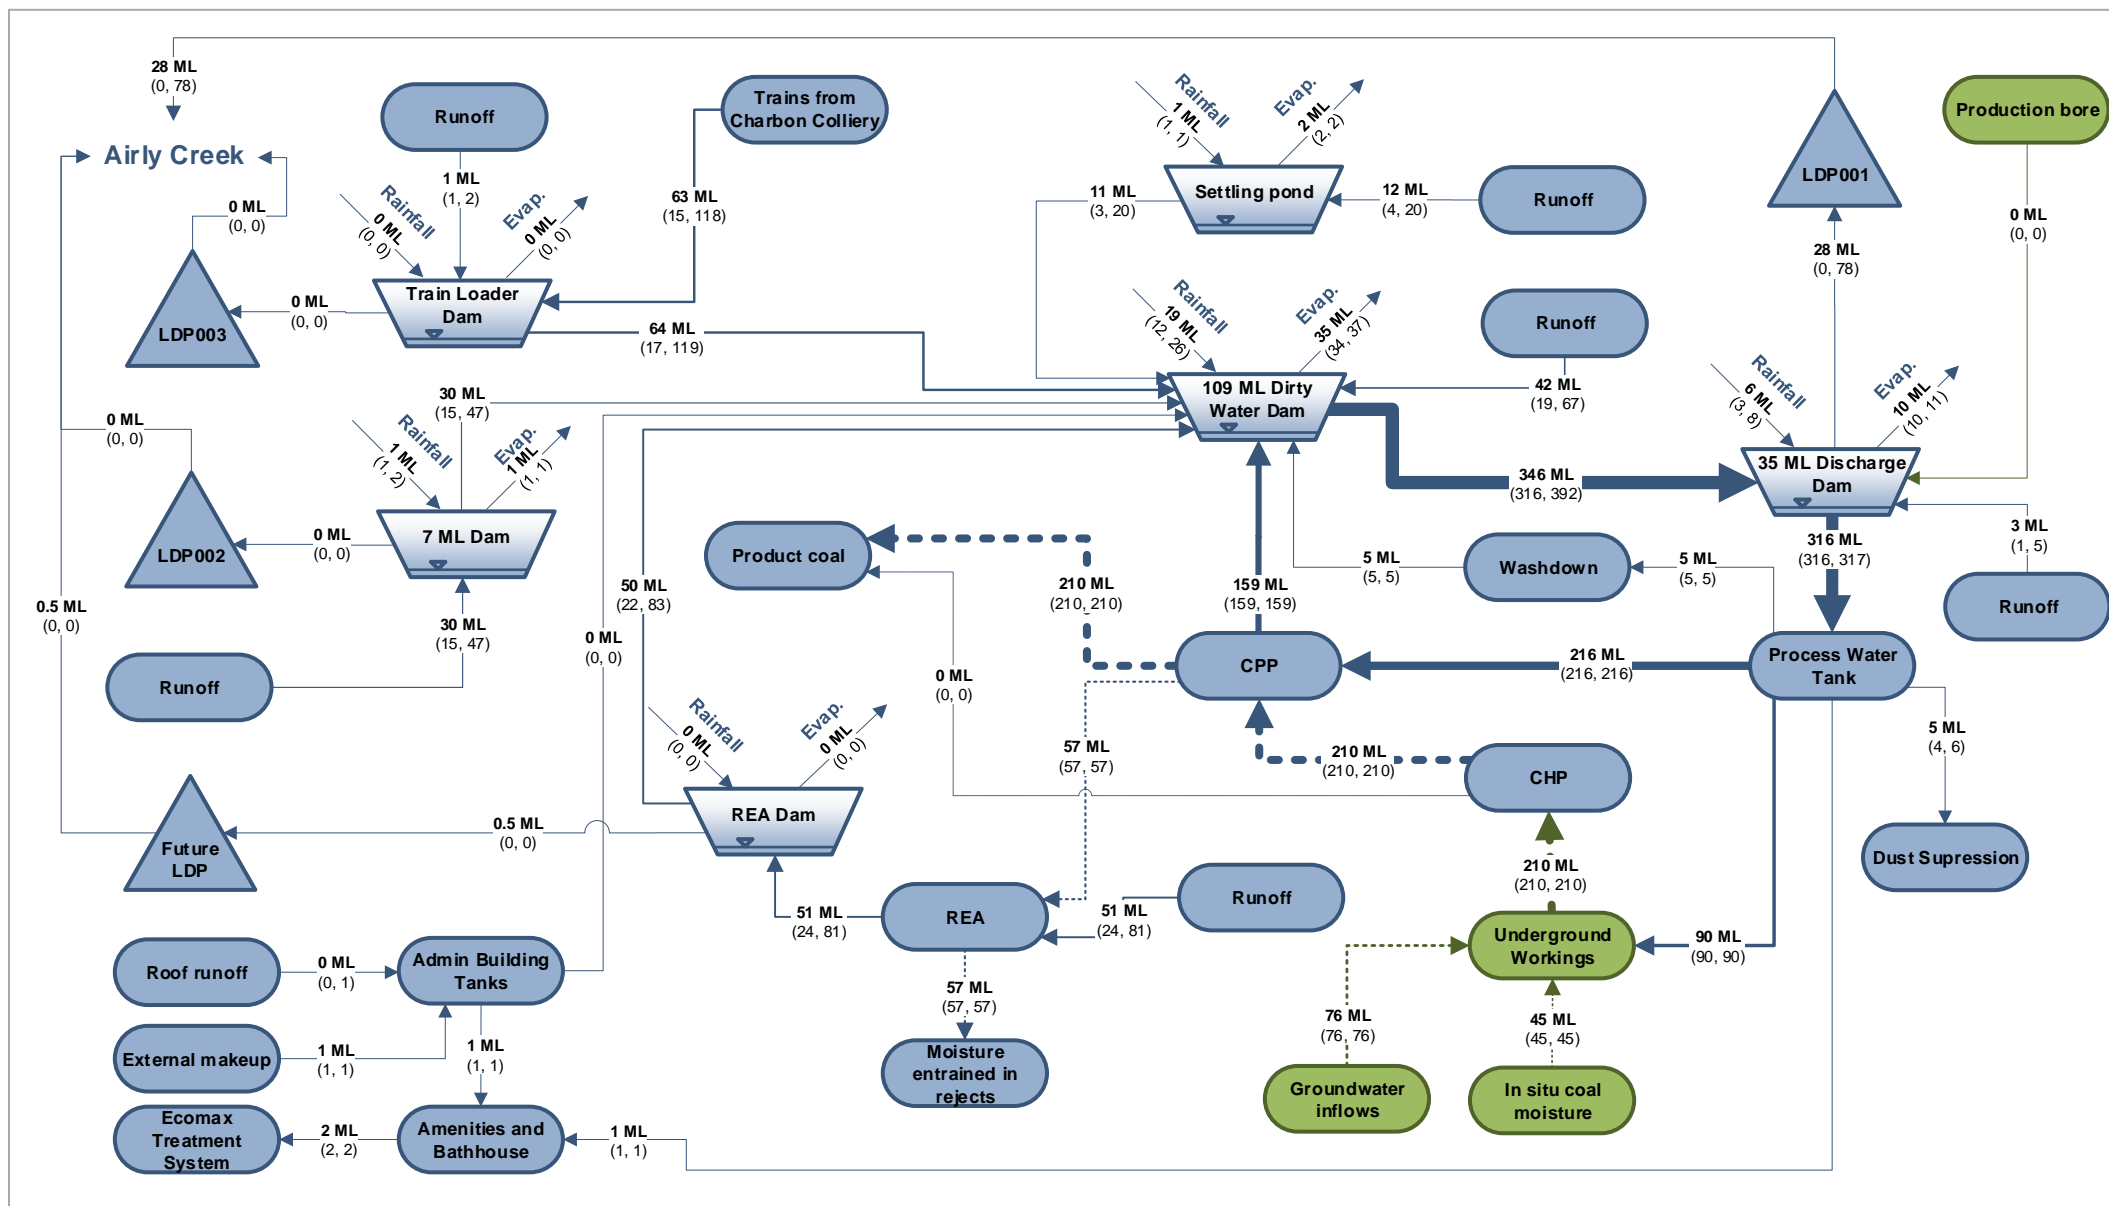 28 ML
(0, 78)
Airly Creek
Runoff
1 ML
(1, 2)
Trains from
Charbon Colliery
63 ML
(15, 118)
Rainfall
0 ML
(0, 0)
Evap.
0 ML
(0, 0)
Train Loader
Dam
0 ML
(0, 0)
LDP003
0 ML
(0, 0)
64 ML
(17, 119)
Rainfall
1 ML
(1, 1)
Evap.
2 ML
(2, 2)
Settling pond
11 ML
(3, 20)
12 ML
(4, 20)
Runoff
LDP001
28 ML
(0, 78)
Production bore
0 ML
(0, 0)
Rainfall
19 ML
(12, 26)
Evap.
35 ML
(34, 37)
Runoff
42 ML
(19, 67)
109 ML Dirty
Water Dam
Rainfall
6 ML
(3, 8)
Evap.
10 ML
(10, 11)
35 ML Discharge
Dam
346 ML
(316, 392)
3 ML
(1, 5)
Runoff
316 ML
(316, 317)
0 ML
(0, 0)
LDP002
0 ML
(0, 0)
30 ML
(15, 47)
Rainfall
1 ML
(1, 2)
Evap.
1 ML
(1, 1)
7 ML Dam
30 ML
(15, 47)
Runoff
0.5 ML
(0, 0)
50 ML
(22, 83)
0 ML
(0, 0)
Product coal
210 ML
(210, 210)
159 ML
(159, 159)
5 ML
(5, 5)
Washdown
5 ML
(5, 5)
CPP
216 ML
(216, 216)
Process Water
Tank
0 ML
(0, 0)
57 ML
(57, 57)
210 ML
(210, 210)
CHP
5 ML
(4, 6)
Dust Supression
Rainfall
0 ML
(0, 0)
Evap.
0 ML
(0, 0)
REA Dam
0.5 ML
(0, 0)
Future
LDP
51 ML
(24, 81)
REA
51 ML
(24, 81)
Runoff
210 ML
(210, 210)
Underground
Workings
90 ML
(90, 90)
57 ML
(57, 57)
Moisture
entrained in
rejects
76 ML
(76, 76)
45 ML
(45, 45)
Groundwater
inflows
In situ coal
moisture
Roof runoff
0 ML
(0, 1)
Admin Building
Tanks
External makeup
1 ML
(1, 1)
1 ML
(1, 1)
Ecomax
Treatment
System
2 ML
(2, 2)
Amenities and
Bathhouse
1 ML
(1, 1)